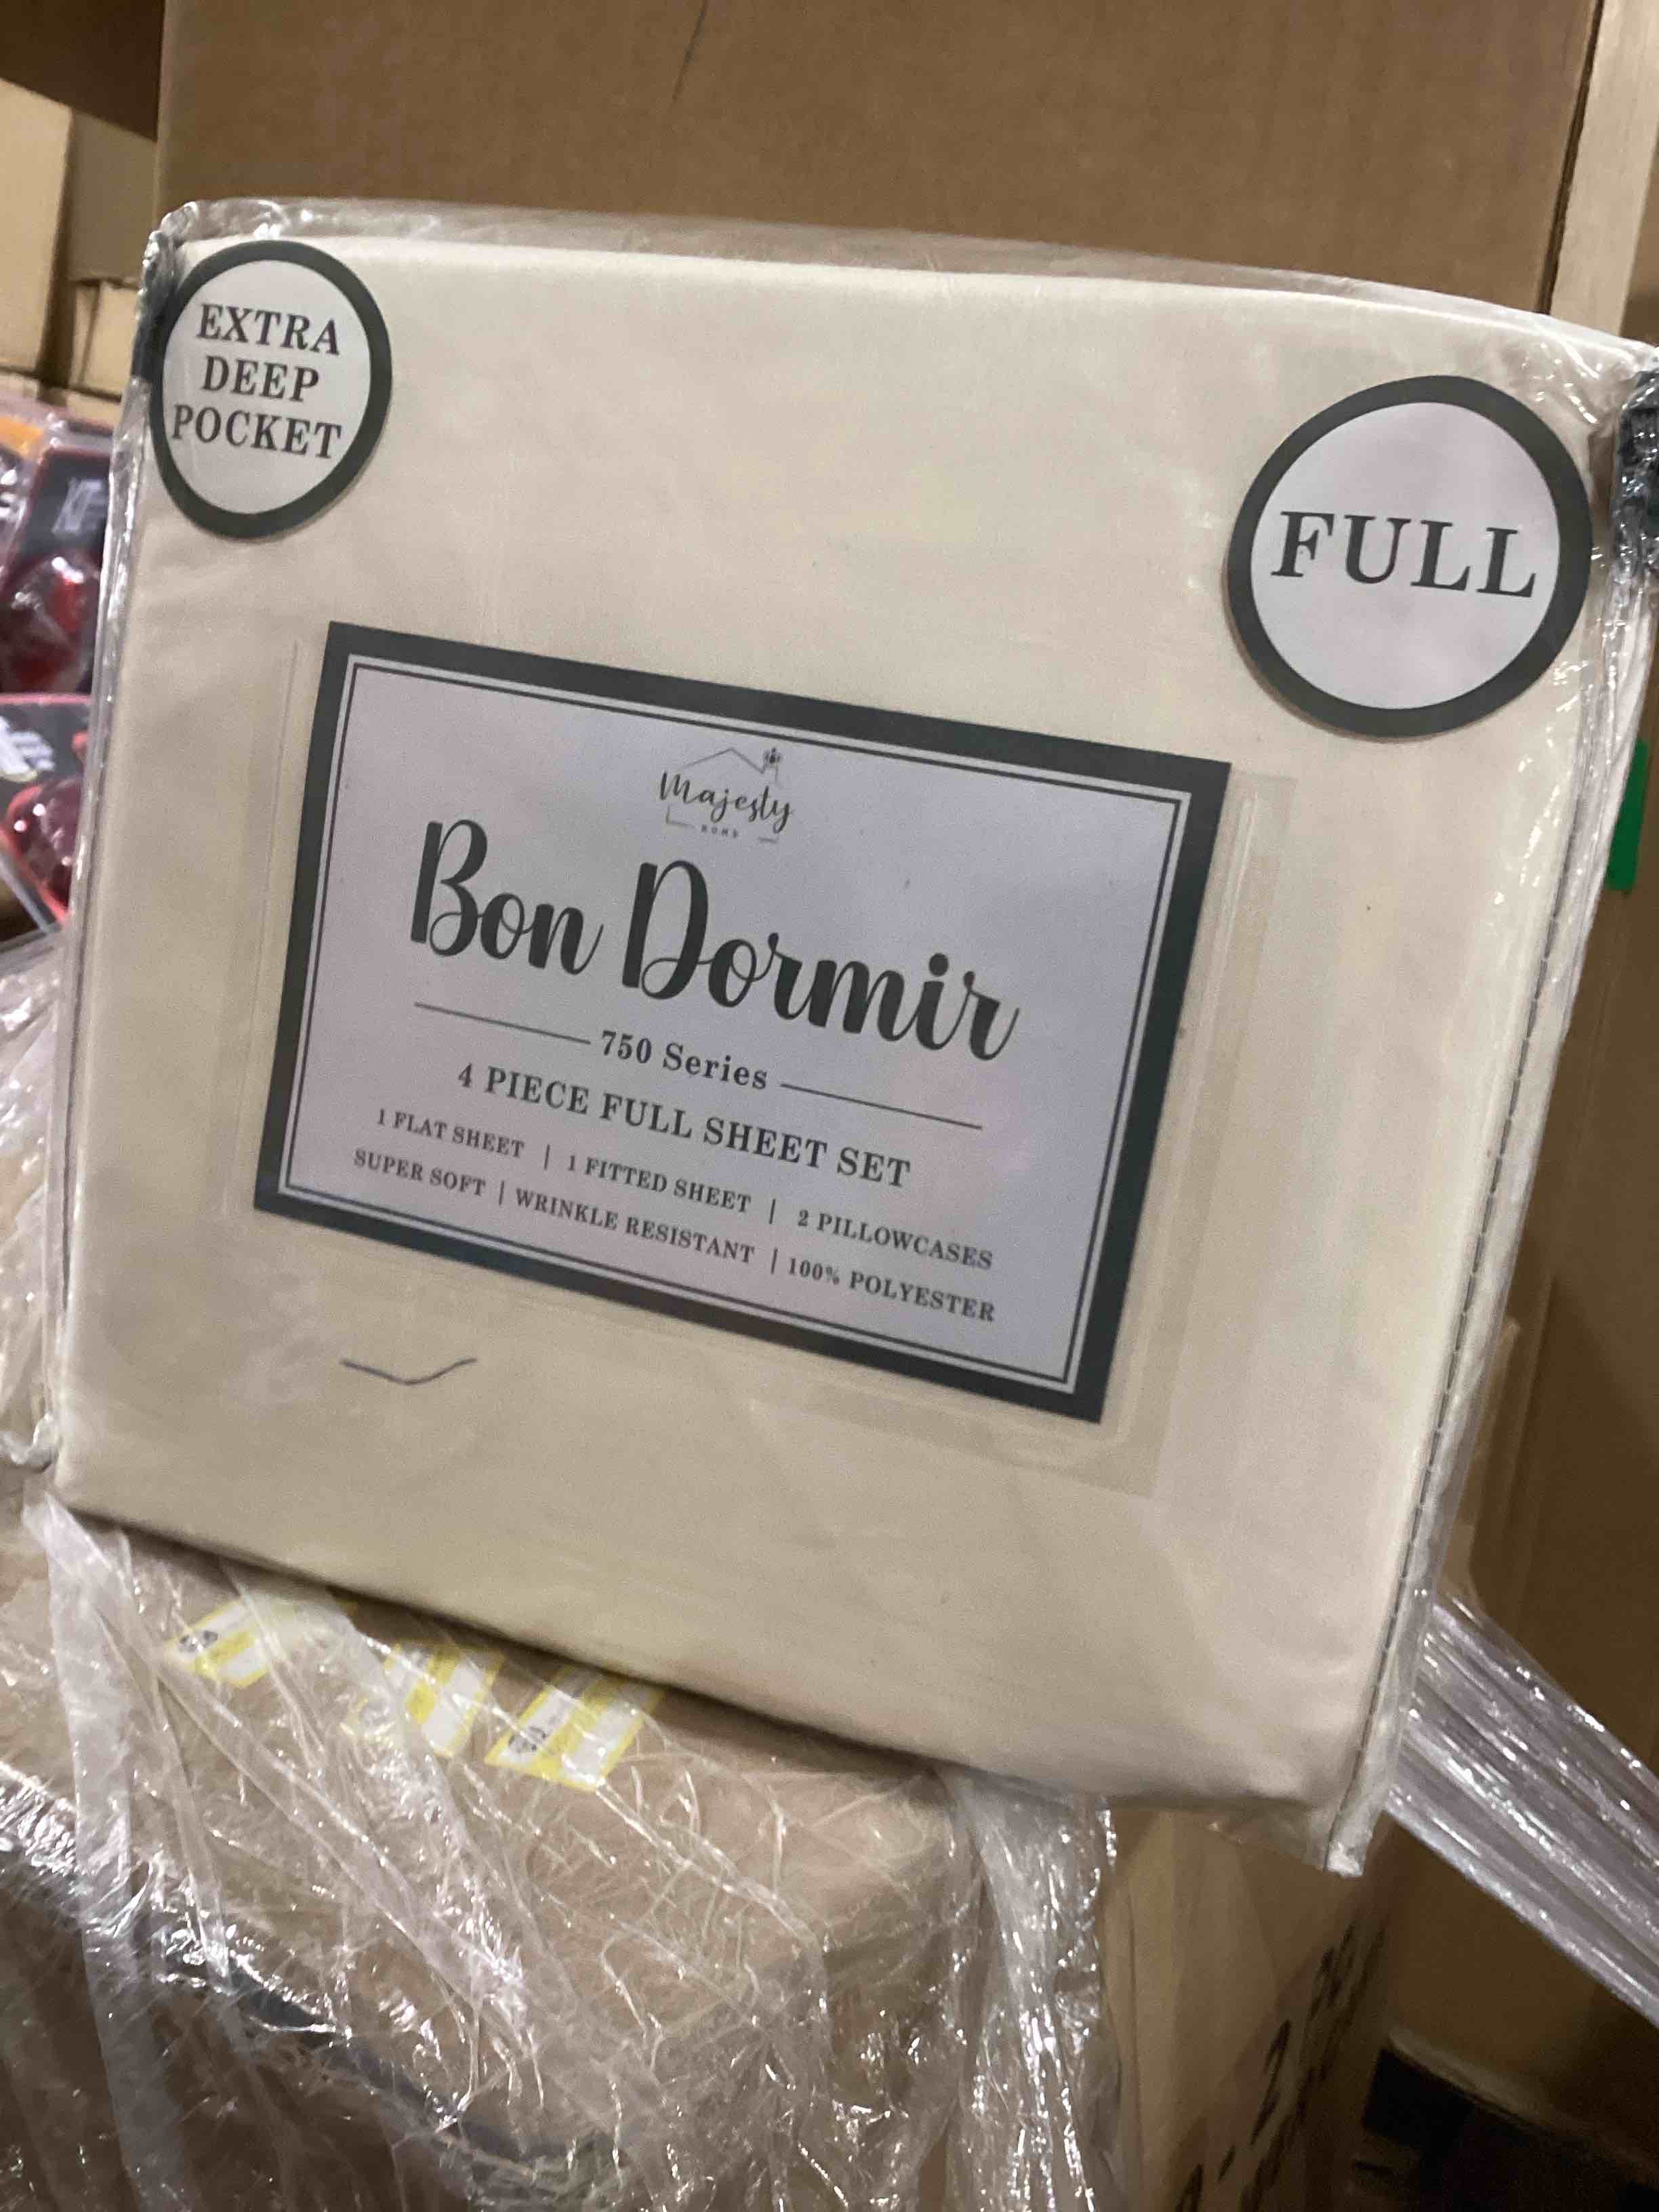 EXTRA
DEEP
POCKET
FULL
Majesty
HOME
Bon Dormir
750 Series
4 PIECE FULL SHEET SET
1 FLAT SHEET | 1 FITTED SHEET | 2 PILLOWCASES
SUPER SOFT | WRINKLE RESISTANT | 100% POLYESTER